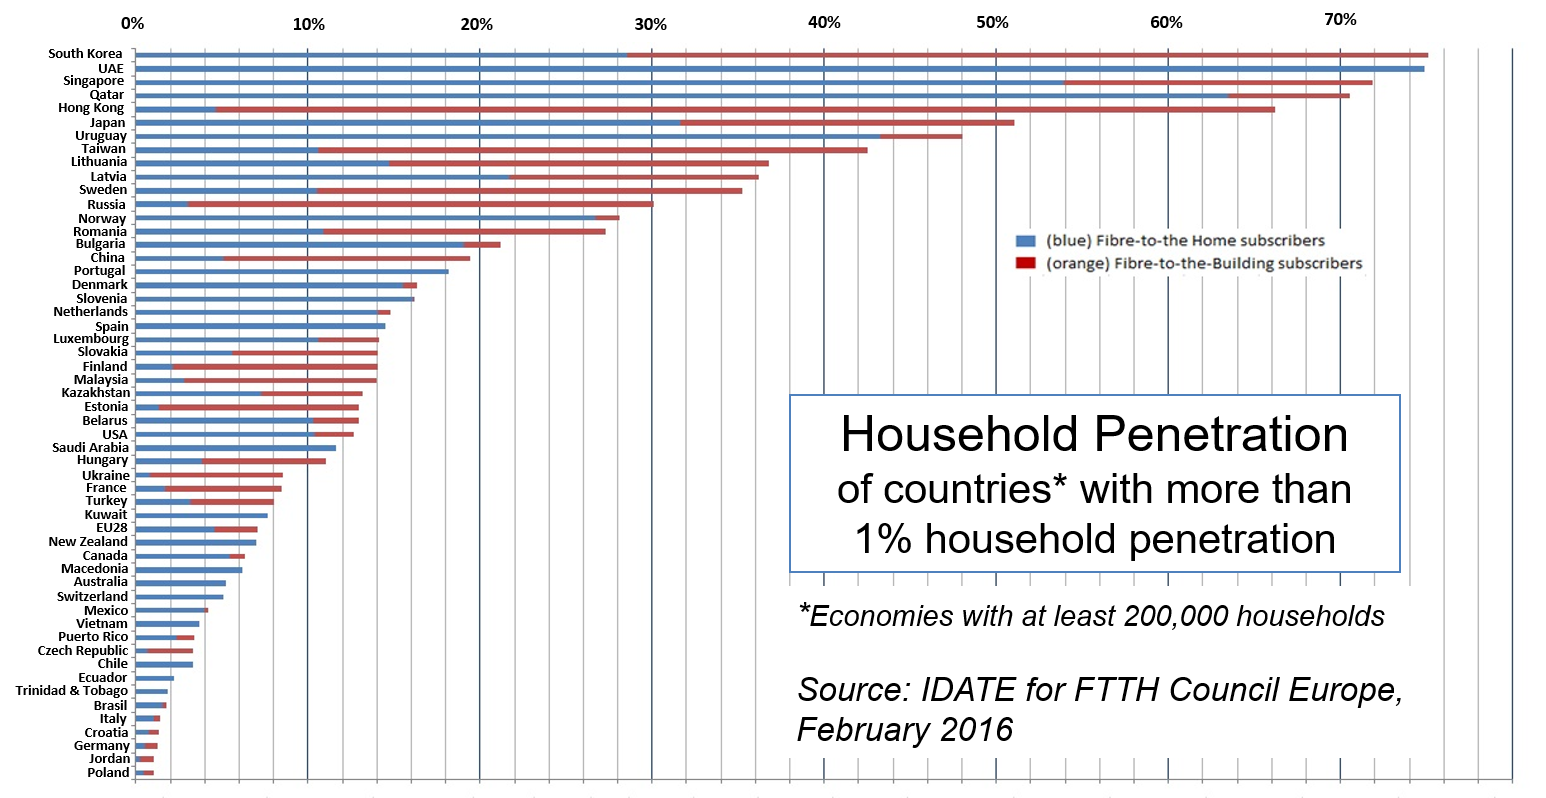 0% 10% 20% 30% 40% 50% 60% 70%
South Korea
UAE
Singapore
Qatar
Hong Kong
Japan
Uruguay
Taiwan
Lithuania
Latvia
Sweden
Russia
Norway
Romania
Bulgaria
China
Portugal
Denmark
Slovenia
Netherlands
Spain
Luxembourg
Slovakia
Finland
Malaysia
Kazakhstan
Estonia
Belarus
USA
Saudi Arabia
Hungary
Ukraine
France
Turkey
Kuwait
EU28
New Zealand
Canada
Macedonia
Australia
Switzerland
Mexico
Vietnam
Puerto Rico
Czech Republic
Chile
Ecuador
Trinidad & Tobago
Brasil
Italy
Croatia
Germany
Jordan
Poland
(blue) Fibre-to-the Home subscribers
(orange) Fibre-to-the-Building subscribers
Household Penetration
of countries* with more than
1% household penetration
*Economies with at least 200,000 households
Source: IDATE for FTTH Council Europe,
February 2016